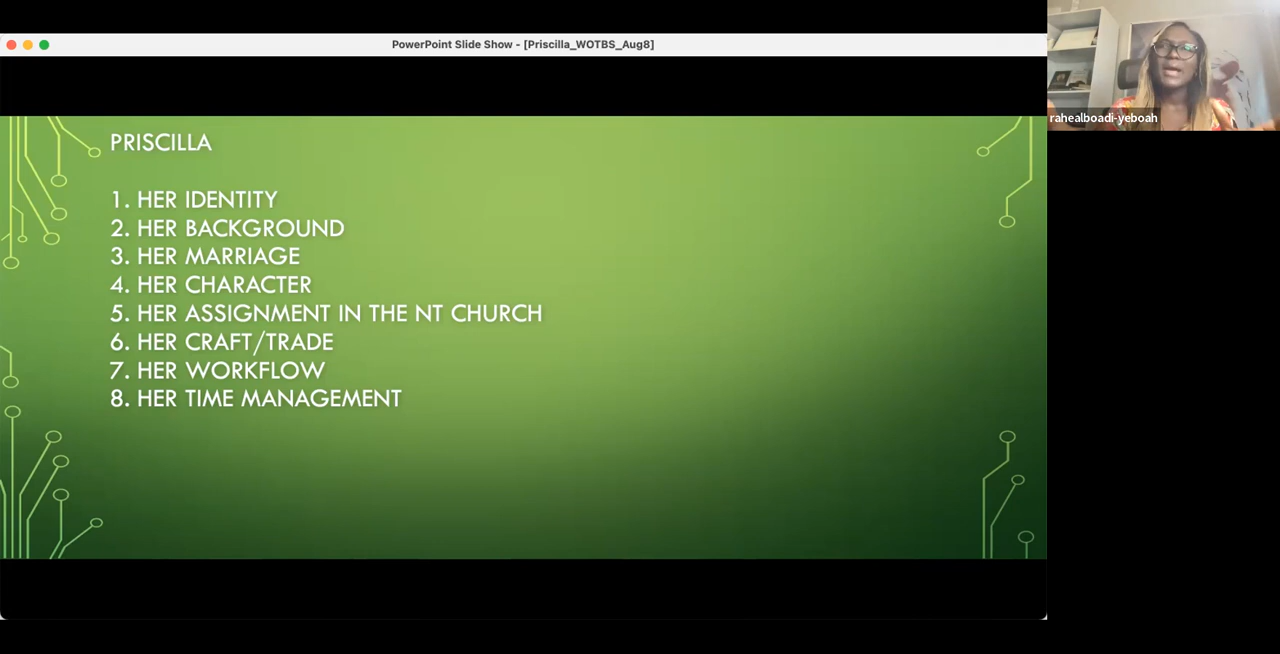 PowerPoint Slide Show - [Priscilla_WOTBS_Aug8]
rahealboadi-yeboah
PRISCILLA
1. HER IDENTITY
2. HER BACKGROUND
3. HER MARRIAGE
4. HER CHARACTER
5. HER ASSIGNMENT IN THE NT CHURCH
6. HER CRAFT/TRADE
7. HER WORKFLOW
8. HER TIME MANAGEMENT